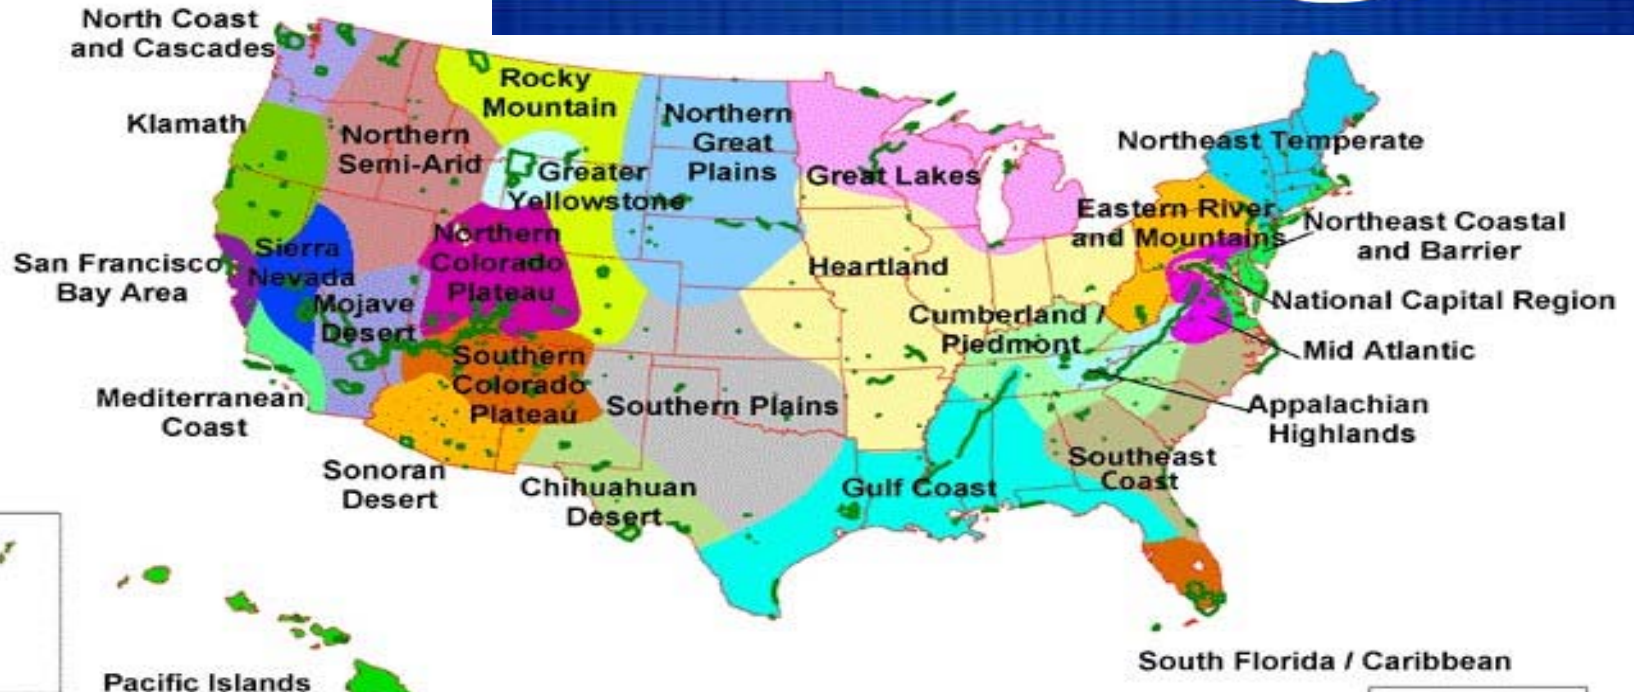 North Coast
and Cascades
Rocky
Mountain
Northern
Great
Plains
Klamath
Northern
Semi-Arid
Northeast Temperate
Greater
Yellowstone
Great Lakes
Eastern River
and Mountains
Northeast Coastal
and Barrier
San Francisco
Bay Area
Sierra
Nevada
Northern
Colorado
Plateau
Heartland
National Capital Region
Mojave
Desert
Cumberland /
Piedmont
Mid Atlantic
Mediterranean
Coast
Southern
Colorado
Plateau
Southern Plains
Appalachian
Highlands
Sonoran
Desert
Chihuahuan
Desert
Gulf Coast
Southeast
Coast
Pacific Islands
South Florida / Caribbean